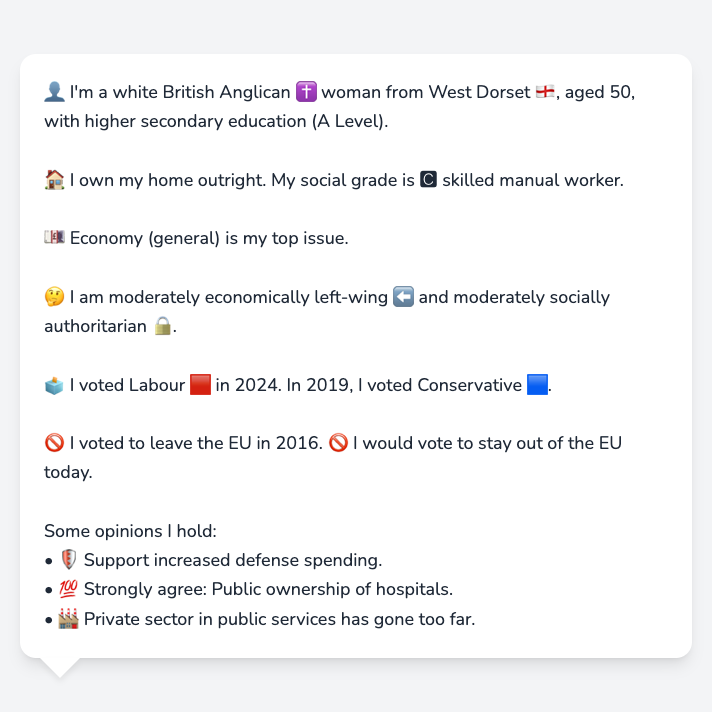 👤 I'm a white British Anglican ✝️ woman from West Dorset 🏴󠁧󠁢󠁥󠁮󠁧󠁿, aged 50,
with higher secondary education (A Level).
🏠 I own my home outright. My social grade is 🅲 skilled manual worker.
💷 Economy (general) is my top issue.
🤔 I am moderately economically left-wing ⬅️ and moderately socially
authoritarian 🔒.
🗳️ I voted Labour 🟥 in 2024. In 2019, I voted Conservative 🟦.
🚫 I voted to leave the EU in 2016. 🚫 I would vote to stay out of the EU
today.
Some opinions I hold:
• 🛡️ Support increased defense spending.
• 💯 Strongly agree: Public ownership of hospitals.
• 🏭 Private sector in public services has gone too far.